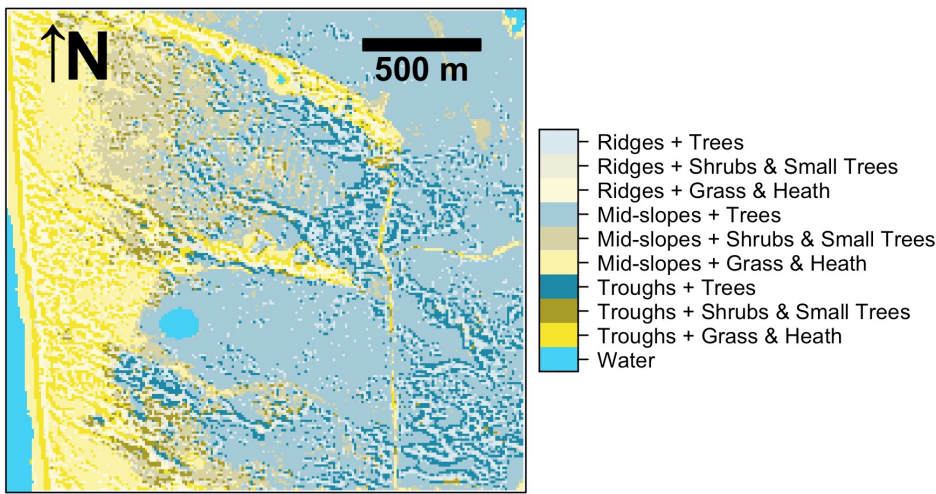 ↑N
500 m
Ridges + Trees
Ridges + Shrubs & Small Trees
Ridges + Grass & Heath
Mid-slopes + Trees
Mid-slopes + Shrubs & Small Trees
Mid-slopes + Grass & Heath
Troughs + Trees
Troughs + Shrubs & Small Trees
Troughs + Grass & Heath
Water